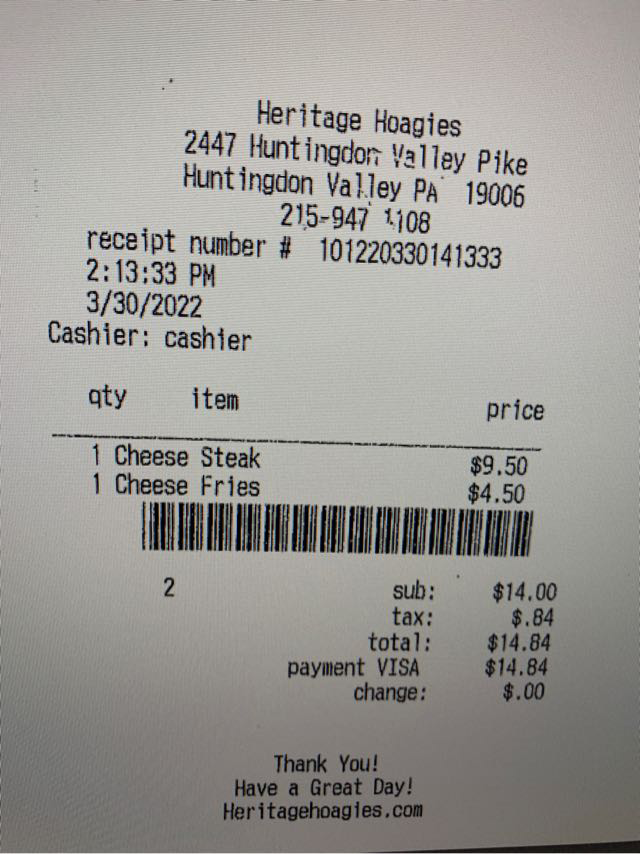 Heritage Hoagies
2447 Huntingdon Valley Pike
Huntingdon Valley PA 19006
215-947 1108
receipt number # 101220330141333
2:13:33 PM
3/30/2022
Cashier: cashier
qty item price
1 Cheese Steak $9.50
1 Cheese Fries $4.50
2 sub: $14.00
tax: $.84
total: $14.84
payment VISA $14.84
change: $.00
Thank You!
Have a Great Day!
Heritagehoagies.com